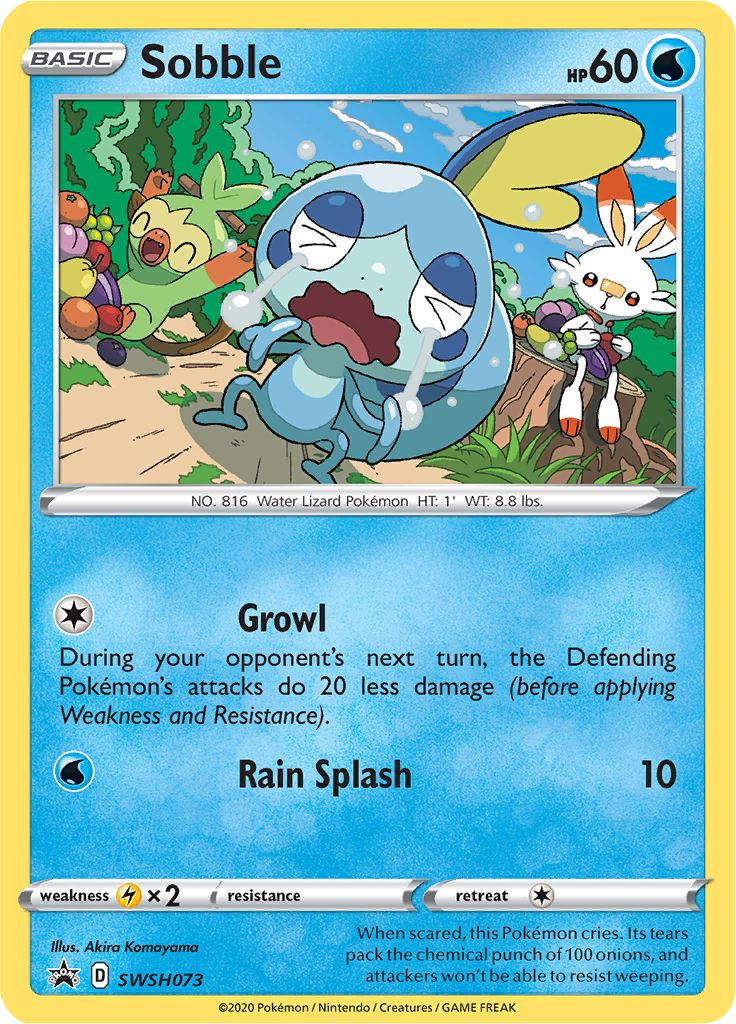 BASIC Sobble HP60
NO. 816 Water Lizard Pokémon HT: 1' WT: 8.8 lbs.
Growl
During your opponent's next turn, the Defending
Pokémon's attacks do 20 less damage (before applying
Weakness and Resistance).
Rain Splash 10
weakness ×2 resistance retreat
Illus. Akira Komayama
When scared, this Pokémon cries. Its tears
pack the chemical punch of 100 onions, and
attackers won't be able to resist weeping.
PROMO D SWSH073
©2020 Pokémon / Nintendo / Creatures / GAME FREAK